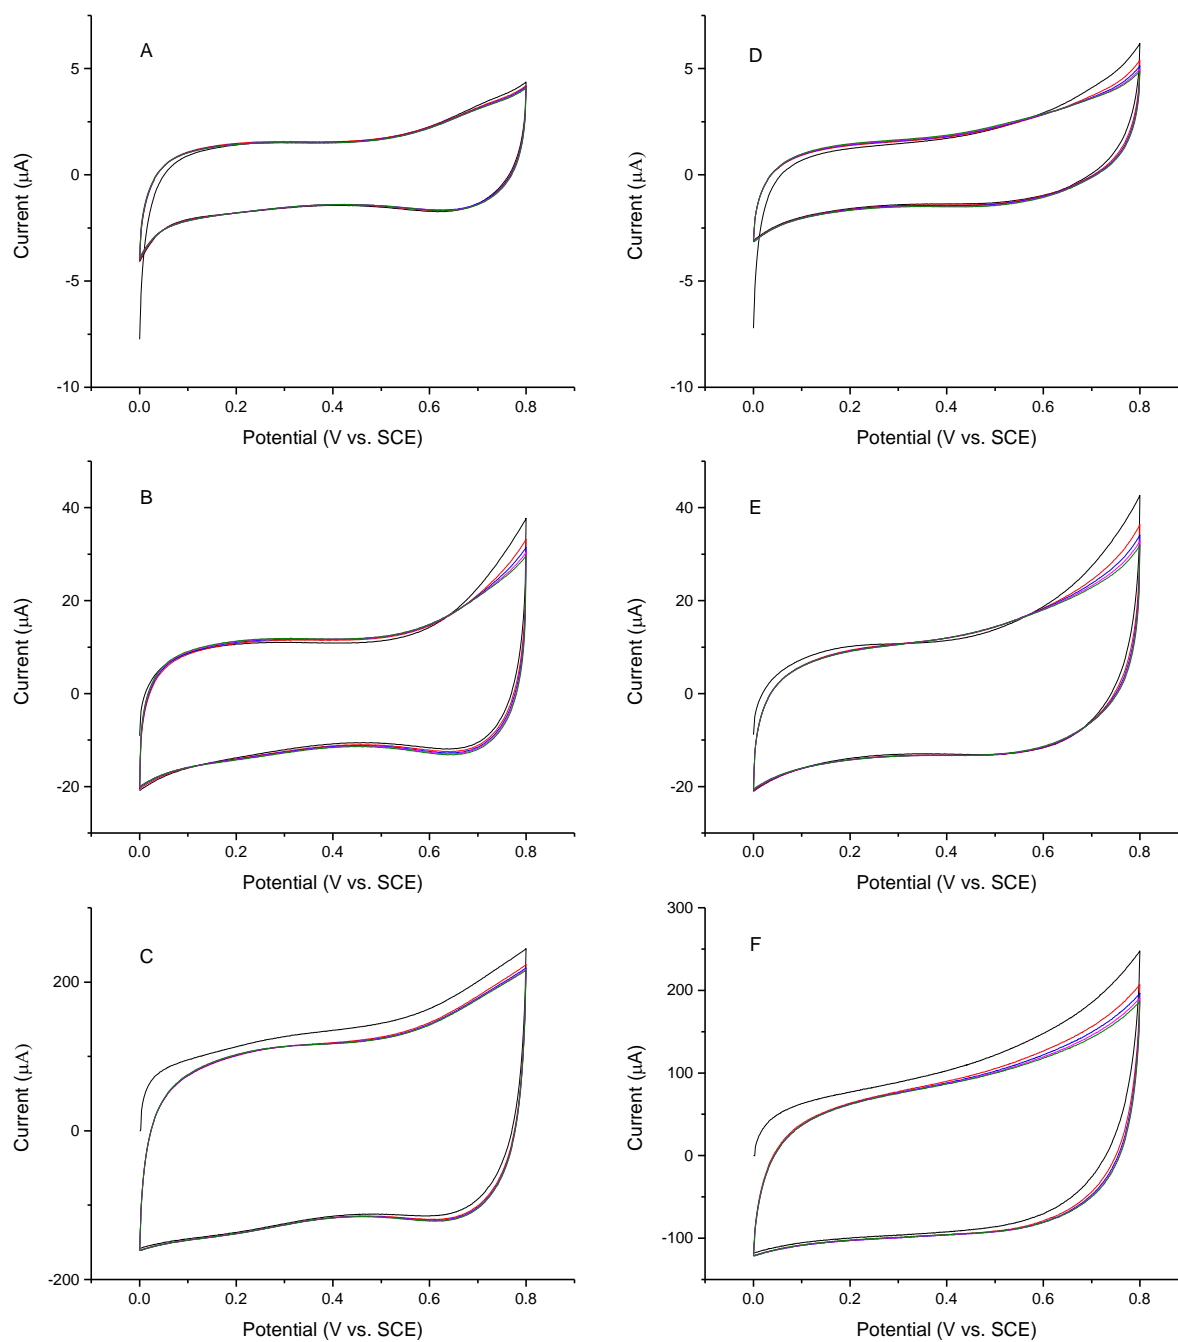 A
5
0
-5
-10
Current (μA)
0.0 0.2 0.4 0.6 0.8
Potential (V vs. SCE)
D
5
0
-5
-10
Current (μA)
0.0 0.2 0.4 0.6 0.8
Potential (V vs. SCE)
B
40
20
0
-20
Current (μA)
0.0 0.2 0.4 0.6 0.8
Potential (V vs. SCE)
E
40
20
0
-20
Current (μA)
0.0 0.2 0.4 0.6 0.8
Potential (V vs. SCE)
C
200
0
-200
Current (μA)
0.0 0.2 0.4 0.6 0.8
Potential (V vs. SCE)
F
300
250
200
150
100
50
0
-50
-100
Current (μA)
0.0 0.2 0.4 0.6 0.8
Potential (V vs. SCE)